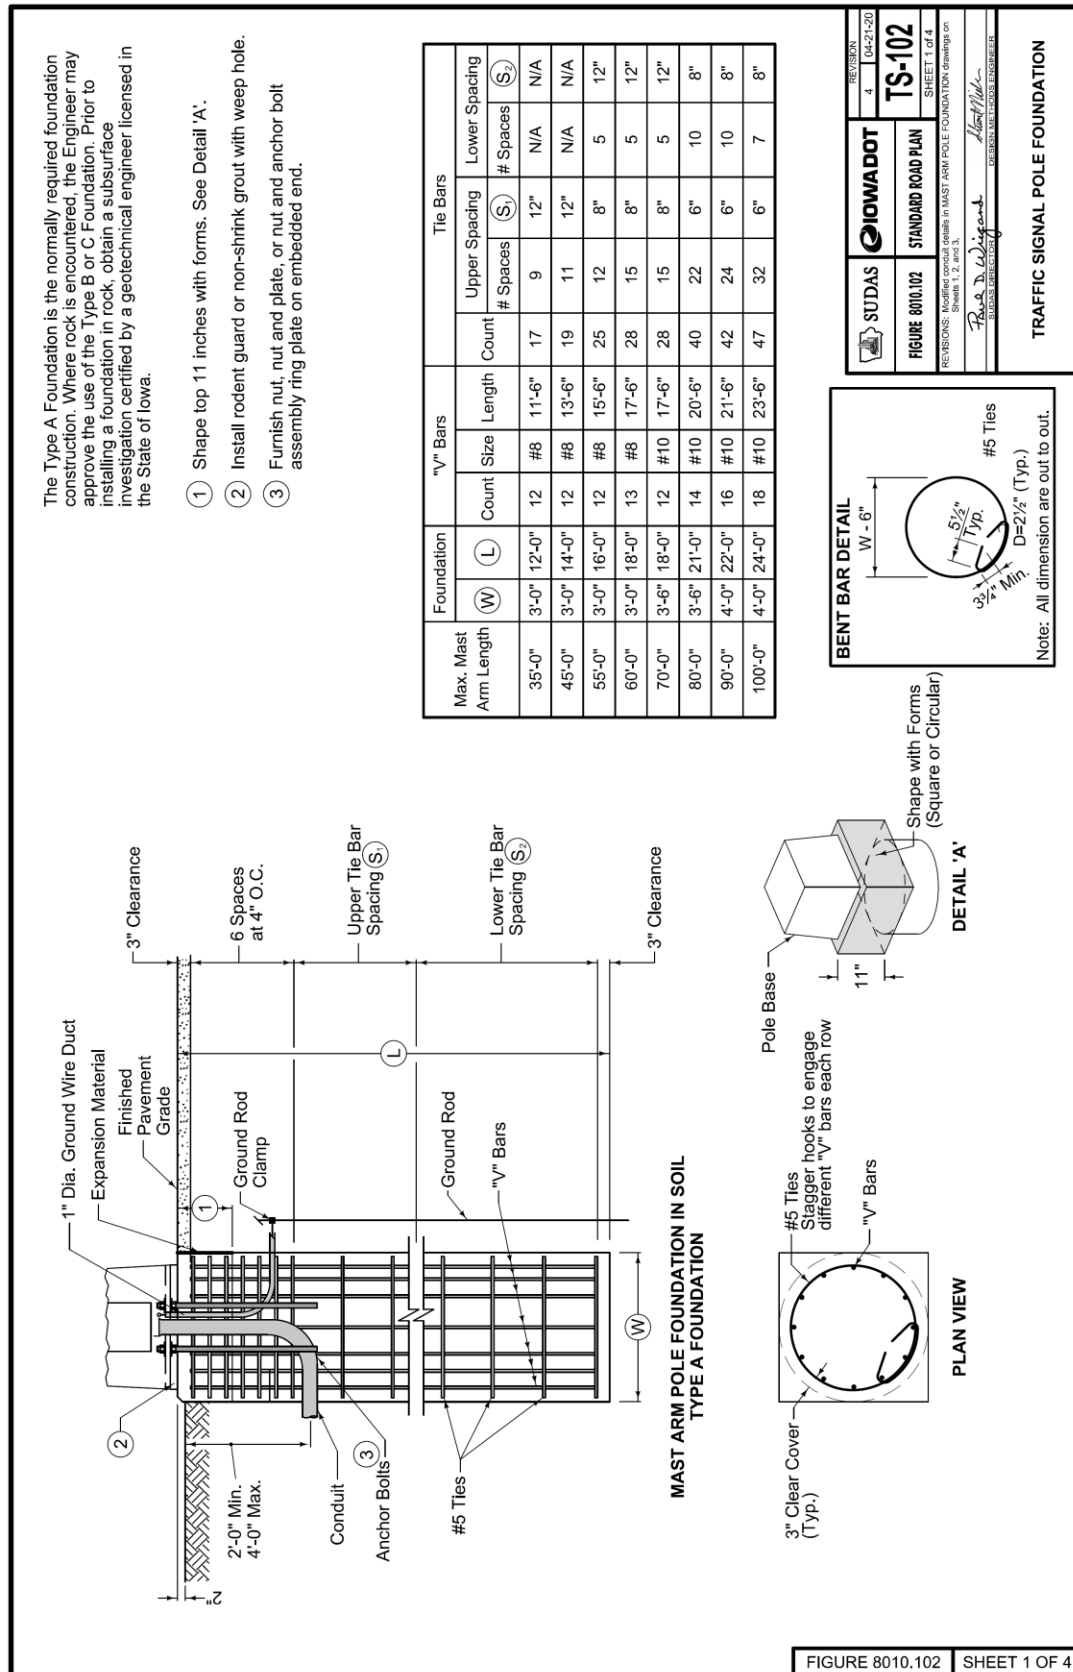 The Type A Foundation is the normally required foundation
construction. Where rock is encountered, the Engineer may
approve the use of the Type B or C Foundation. Prior to
installing a foundation in rock, obtain a subsurface
investigation certified by a geotechnical engineer licensed in
the State of Iowa.
1 Shape top 11 inches with forms. See Detail 'A'.
2 Install rodent guard or non-shrink grout with weep hole.
3 Furnish nut, nut and plate, or nut and anchor bolt
assembly ring plate on embedded end.
2"
2'-0" Min.
4'-0" Max.
2
Conduit
3
Anchor Bolts
#5 Ties
1" Dia. Ground Wire Duct
Expansion Material
Finished
Pavement
Grade
1
Ground Rod
Clamp
Ground Rod
"V" Bars
L
W
3" Clearance
6 Spaces
at 4" O.C.
Upper Tie Bar
Spacing S1
Lower Tie Bar
Spacing S2
3" Clearance
MAST ARM POLE FOUNDATION IN SOIL
TYPE A FOUNDATION
Max. Mast Arm Length Foundation "V" Bars Tie Bars
W L Count Size Length Count Upper Spacing Lower Spacing
# Spaces S1 # Spaces S2
35'-0" 3'-0" 12'-0" 12 #8 11'-6" 17 9 12" N/A N/A
45'-0" 3'-0" 14'-0" 12 #8 13'-6" 19 11 12" N/A N/A
55'-0" 3'-0" 16'-0" 12 #8 15'-6" 25 12 8" 5 12"
60'-0" 3'-0" 18'-0" 13 #8 17'-6" 28 15 8" 5 12"
70'-0" 3'-6" 18'-0" 12 #10 17'-6" 28 15 8" 5 12"
80'-0" 3'-6" 21'-0" 14 #10 20'-6" 40 22 6" 10 8"
90'-0" 4'-0" 22'-0" 16 #10 21'-6" 42 24 6" 10 8"
100'-0" 4'-0" 24'-0" 18 #10 23'-6" 47 32 6" 7 8"
3" Clear Cover
(Typ.)
#5 Ties
Stagger hooks to engage
different "V" bars each row
"V" Bars
PLAN VIEW
Pole Base
11"
Shape with Forms
(Square or Circular)
DETAIL 'A'
BENT BAR DETAIL
W - 6"
5½"
Typ.
3¾" Min.
D=2½" (Typ.)
#5 Ties
Note: All dimension are out to out.
SUDAS
IOWADOT
REVISION
4 04-21-20
TS-102
FIGURE 8010.102
STANDARD ROAD PLAN
SHEET 1 of 4
REVISIONS: Modified conduit details in MAST ARM POLE FOUNDATION drawings on
Sheets 1, 2, and 3.
Paul D. Wiegand
SUDAS DIRECTOR
DESIGN METHODS ENGINEER
TRAFFIC SIGNAL POLE FOUNDATION
FIGURE 8010.102 SHEET 1 OF 4